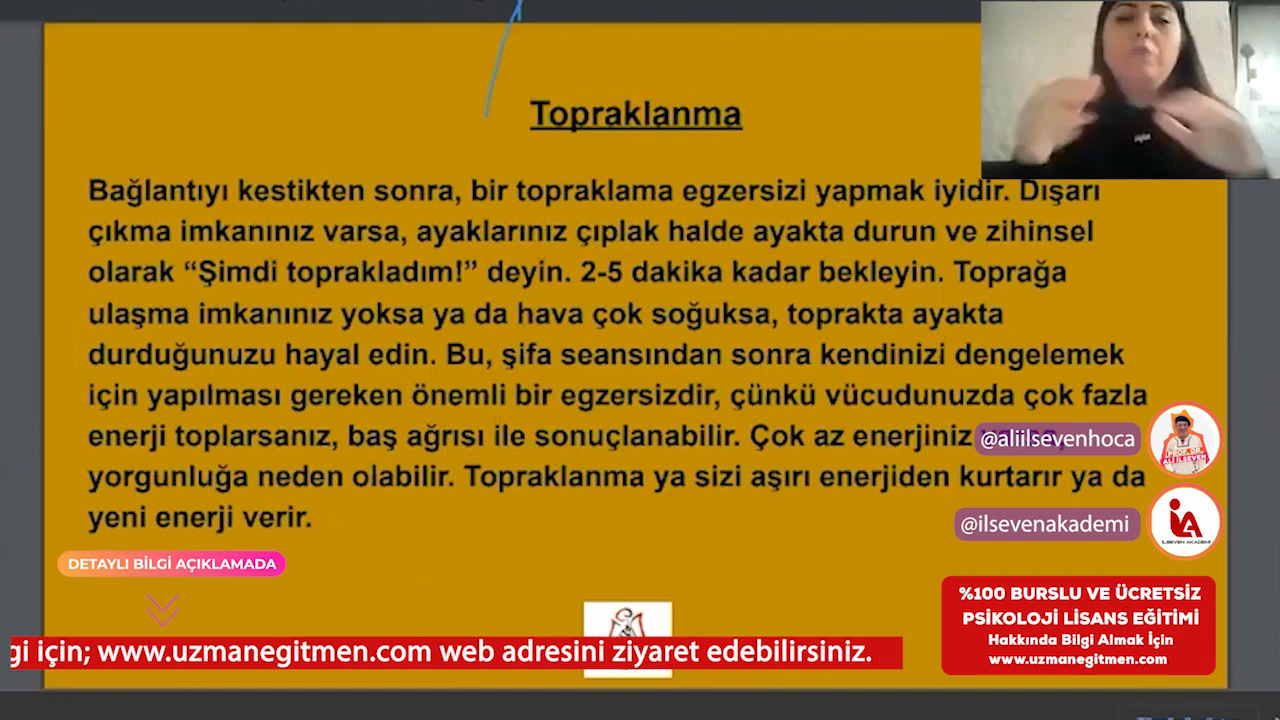 Topraklanma
Bağlantıyı kestikten sonra, bir topraklama egzersizi yapmak iyidir. Dışarı
çıkma imkanınız varsa, ayaklarınız çıplak halde ayakta durun ve zihinsel
olarak “Şimdi toprakladım!” deyin. 2-5 dakika kadar bekleyin. Toprağa
ulaşma imkanınız yoksa ya da hava çok soğuksa, toprakta ayakta
durduğunuzu hayal edin. Bu, şifa seansından sonra kendinizi dengelemek
için yapılması gereken önemli bir egzersizdir, çünkü vücudunuzda çok fazla
enerji toplarsanız, baş ağrısı ile sonuçlanabilir. Çok az enerjiniz
yorgunluğa neden olabilir. Topraklanma ya sizi aşırı enerjiden kurtarır ya da
yeni enerji verir.
@aliilsevenhoca
PROF. DR.
ALİ İLSEVEN
@ilsevenakademi
İLSEVEN AKADEMİ
DETAYLI BİLGİ AÇIKLAMADA
%100 BURSLU VE ÜCRETSİZ
PSİKOLOJİ LİSANS EĞİTİMİ
Hakkında Bilgi Almak İçin
www.uzmanegitmen.com
gi için; www.uzmanegitmen.com web adresini ziyaret edebilirsiniz.